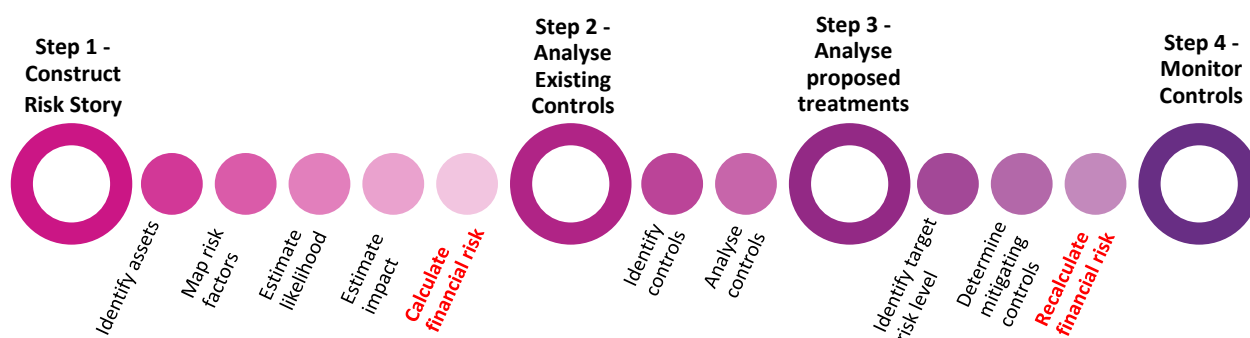 Step 1 -
Construct
Risk Story
Identify assets
Map risk
factors
Estimate
likelihood
Estimate
impact
Calculate
financial risk
Step 2 -
Analyse
Existing
Controls
Identify
controls
Analyse
controls
Step 3 -
Analyse
proposed
treatments
Identify target
risk level
Determine
mitigating
controls
Recalculate
financial risk
Step 4 -
Monitor
Controls